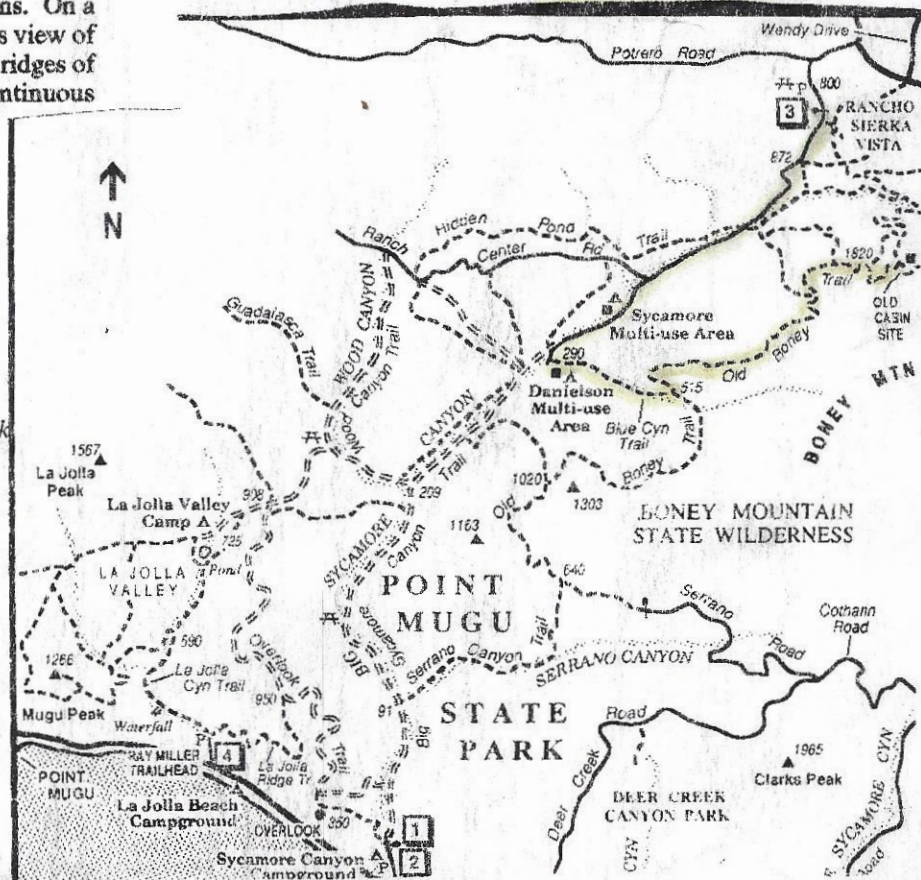 ns. On a
s view of
ridges of
ntinuous
Wendy Drive
Potrero Road
P
800
3
RANCHO
SIERRA
VISTA
872
N
Hidden Pond Trail
Ranch Center Rd
1820
Old Boney Trail
OLD
CABIN
SITE
Guadalasca Trail
WOOD CANYON
Canyon Trail
Sycamore
Multi-use Area
290
Danielson
Multi-use
Area
Blue Cyn
Trail
BONEY MTN
k
1567
La Jolla
Peak
CANYON
Trail
209
1020
Old Boney Trail
1303
BONEY MOUNTAIN
STATE WILDERNESS
La Jolla Valley
Camp
908
725
Pond
LA JOLLA
VALLEY
BIG SYCAMORE
Big Sycamore Canyon
1163
POINT
MUGU
640
Serrano Road
Cothann
Road
590
La Jolla
Cyn Trail
1266
Mugu Peak
Waterfall
Overlook Trail
950
Serrano Canyon Trail
SERRANO CANYON
91
STATE
PARK
Deer Creek Road
1965
Clarks Peak
DEER CREEK
CANYON PARK
CYN
SYCAMORE CYN
Road
RAY MILLER
TRAILHEAD
P
4
La Jolla
Ridge Tr
POINT
MUGU
La Jolla Beach
Campground
OVERLOOK
350
1
2
Sycamore Canyon
Campground
P